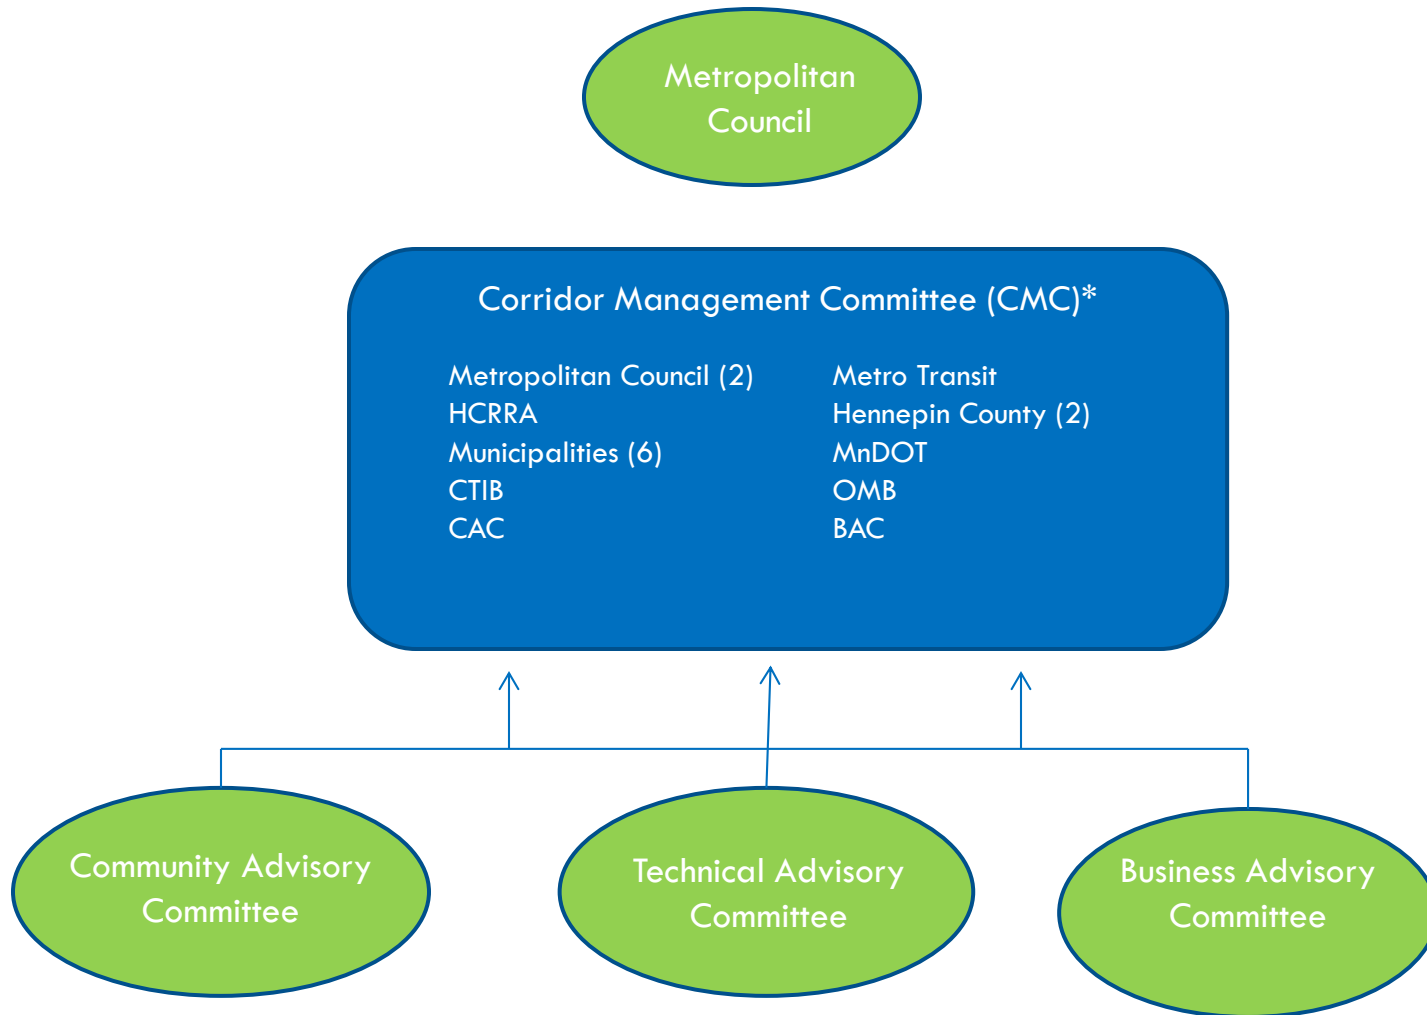 Metropolitan
Council
Corridor Management Committee (CMC)*
Metropolitan Council (2)
HCRRA
Municipalities (6)
CTIB
CAC
Metro Transit
Hennepin County (2)
MnDOT
OMB
BAC
Community Advisory
Committee
Technical Advisory
Committee
Business Advisory
Committee